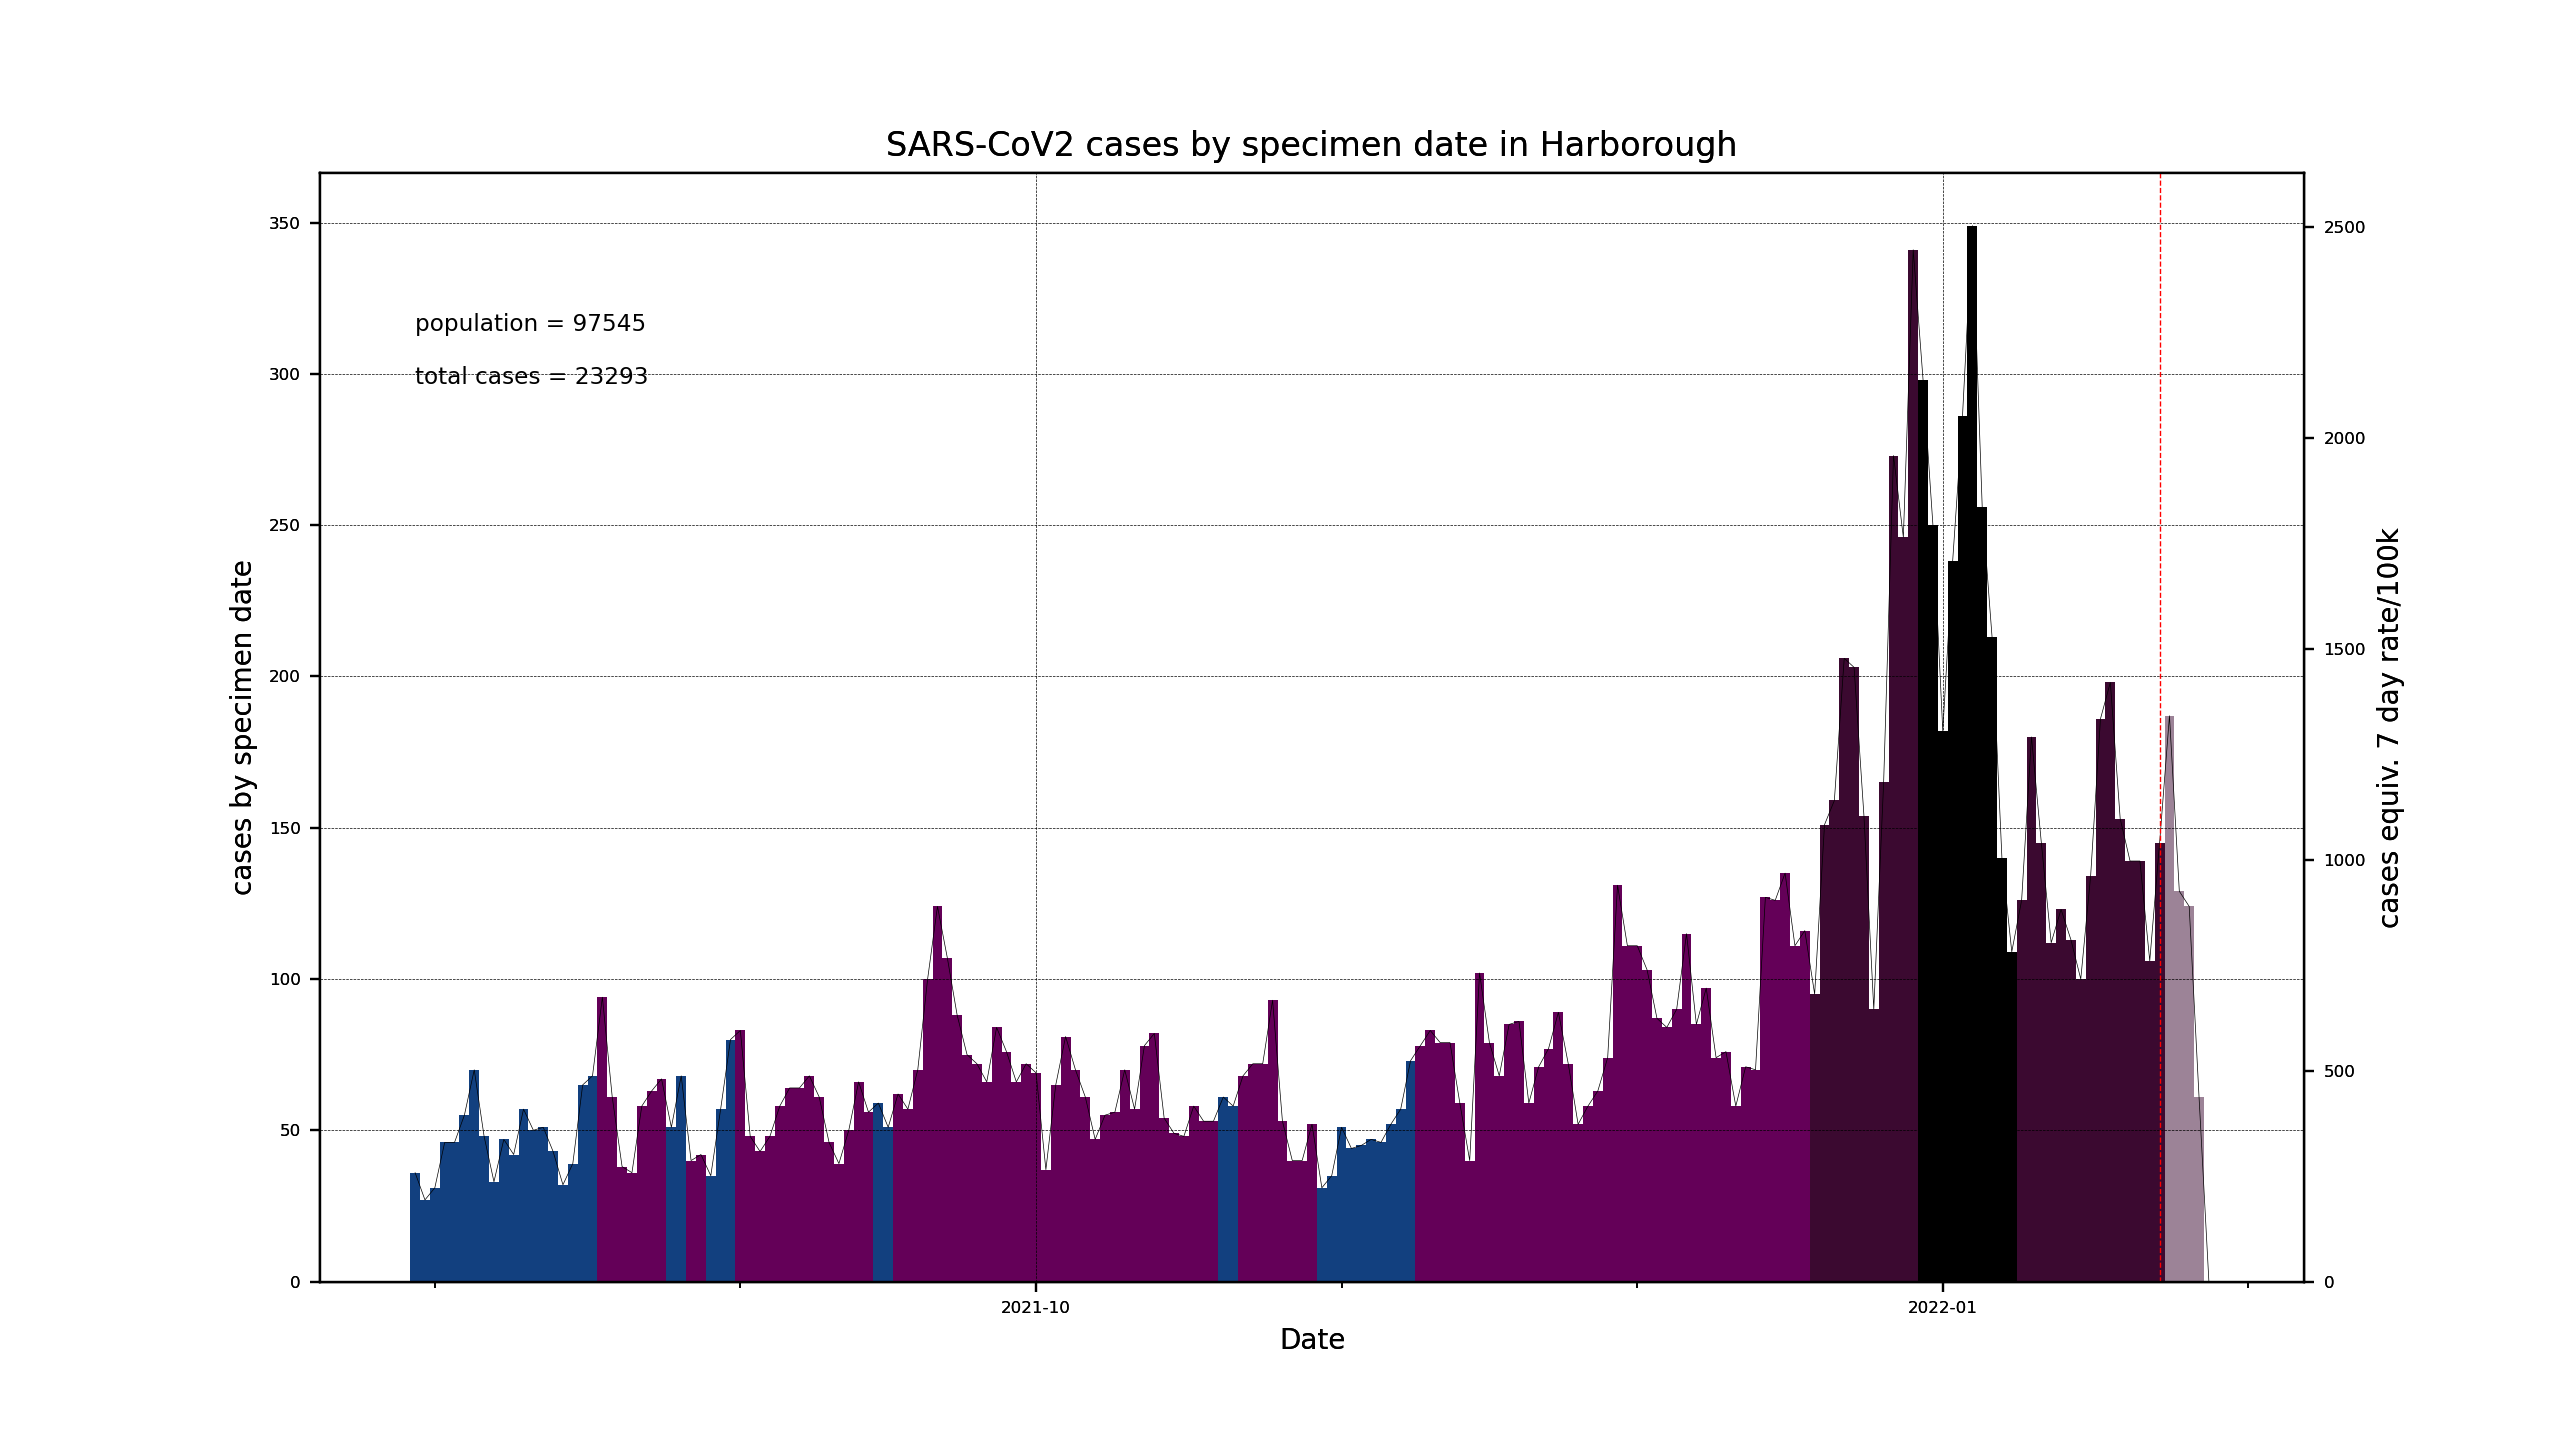 SARS-CoV2 cases by specimen date in Harborough
population = 97545
total cases = 23293
cases by specimen date
350
300
250
200
150
100
50
0
2500
2000
1500
1000
500
0
cases equiv. 7 day rate/100k
2021-10
2022-01
Date